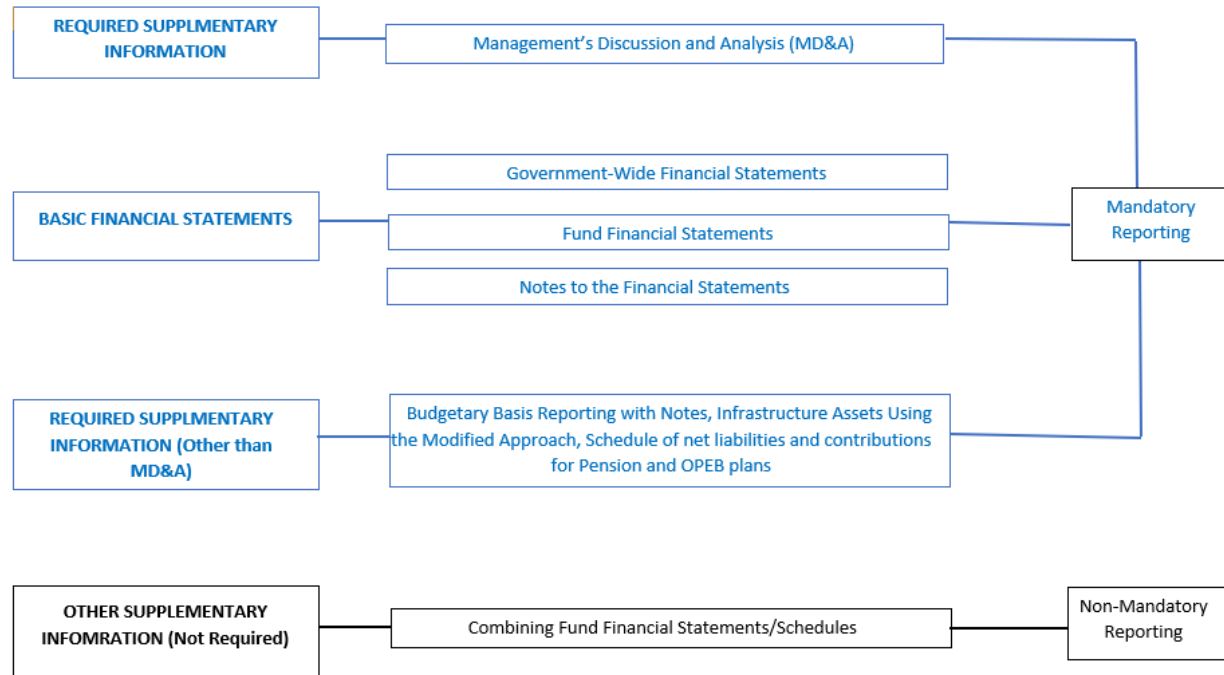 REQUIRED SUPPLMENTARY
INFORMATION
Management’s Discussion and Analysis (MD&A)
Government-Wide Financial Statements
BASIC FINANCIAL STATEMENTS
Fund Financial Statements
Mandatory
Reporting
Notes to the Financial Statements
REQUIRED SUPPLMENTARY
INFORMATION (Other than
MD&A)
Budgetary Basis Reporting with Notes, Infrastructure Assets Using
the Modified Approach, Schedule of net liabilities and contributions
for Pension and OPEB plans
OTHER SUPPLEMENTARY
INFOMRATION (Not Required)
Combining Fund Financial Statements/Schedules
Non-Mandatory
Reporting